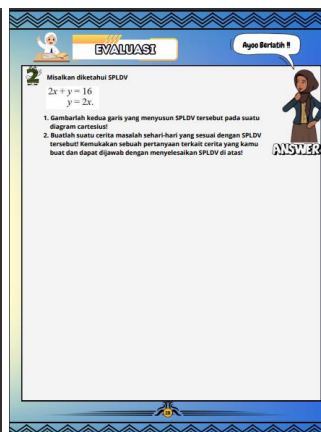 EVALUASI
Ayoo Berlatih !!
2
Misalkan diketahui SPLDV
2x + y = 16
y = 2x.
1. Gambarlah kedua garis yang menyusun SPLDV tersebut pada suatu
diagram cartesius!
2. Buatlah suatu cerita masalah sehari-hari yang sesuai dengan SPLDV
tersebut! Kemukakan sebuah pertanyaan terkait cerita yang kamu
buat dan dapat dijawab dengan menyelesaikan SPLDV di atas!
ANSWER